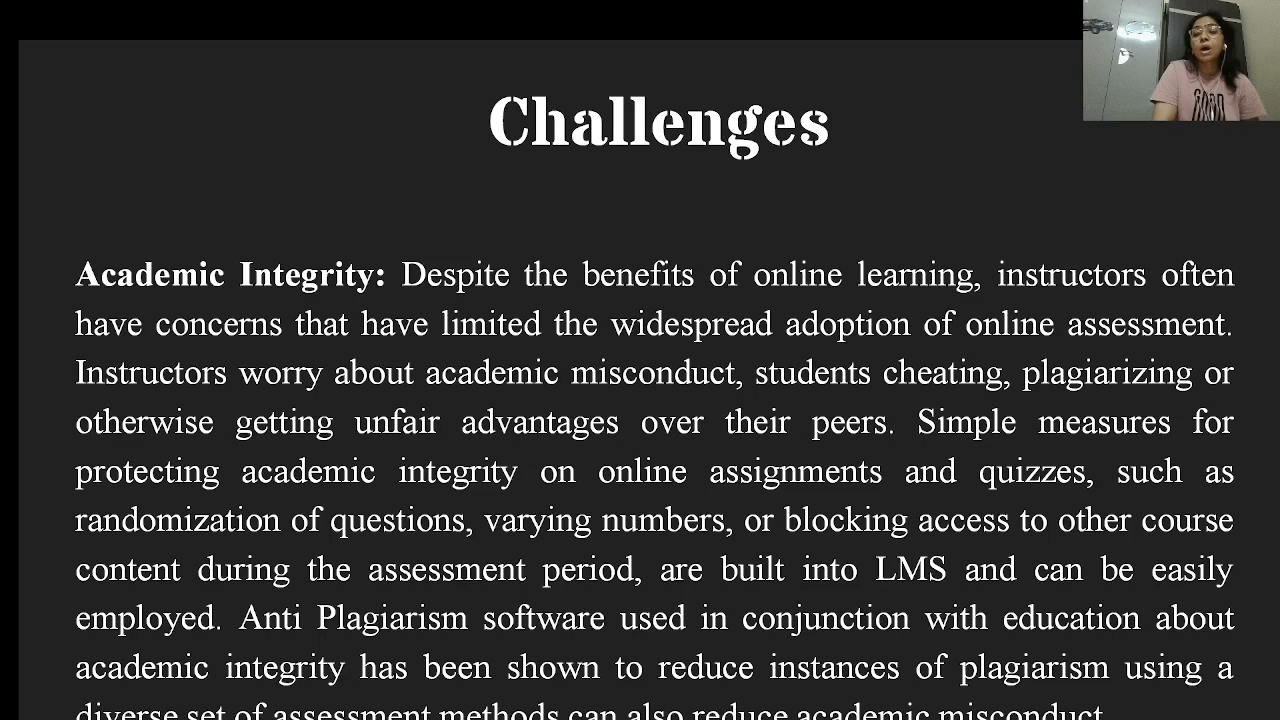 Challenges
Academic Integrity: Despite the benefits of online learning, instructors often
have concerns that have limited the widespread adoption of online assessment.
Instructors worry about academic misconduct, students cheating, plagiarizing or
otherwise getting unfair advantages over their peers. Simple measures for
protecting academic integrity on online assignments and quizzes, such as
randomization of questions, varying numbers, or blocking access to other course
content during the assessment period, are built into LMS and can be easily
employed. Anti Plagiarism software used in conjunction with education about
academic integrity has been shown to reduce instances of plagiarism using a
diverse set of assessment methods can also reduce academic misconduct.